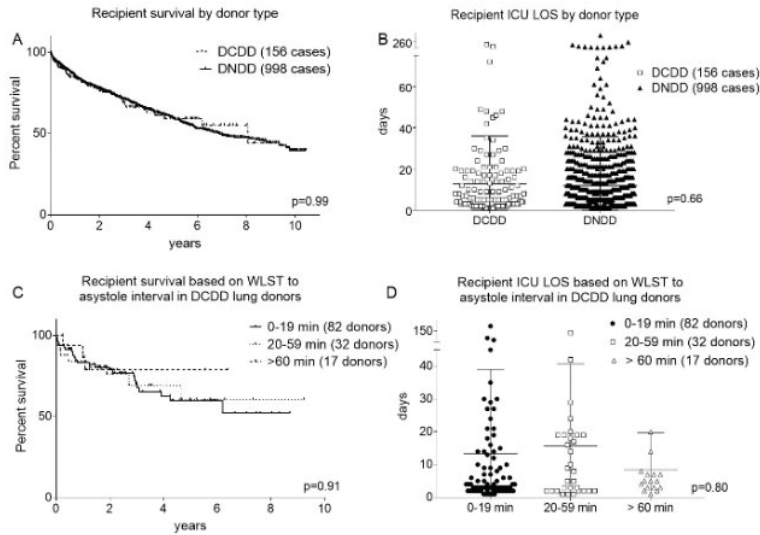 Recipient survival by donor type
A
DCDD (156 cases)
DNDD (998 cases)
100
50
0
Percent survival
0 2 4 6 8 10
years
p=0.99
Recipient ICU LOS by donor type
B
260
60
40
20
0
days
DCDD (156 cases)
DNDD (998 cases)
DCDD DNDD
p=0.66
Recipient survival based on WLST to
asystole interval in DCDD lung donors
C
0-19 min (82 donors)
20-59 min (32 donors)
>60 min (17 donors)
100
50
0
Percent survival
0 2 4 6 8 10
years
p=0.91
Recipient ICU LOS based on WLST to
asystole interval in DCDD lung donors
D
150
40
30
20
10
0
days
0-19 min (82 donors)
20-59 min (32 donors)
> 60 min (17 donors)
0-19 min 20-59 min > 60 min
p=0.80